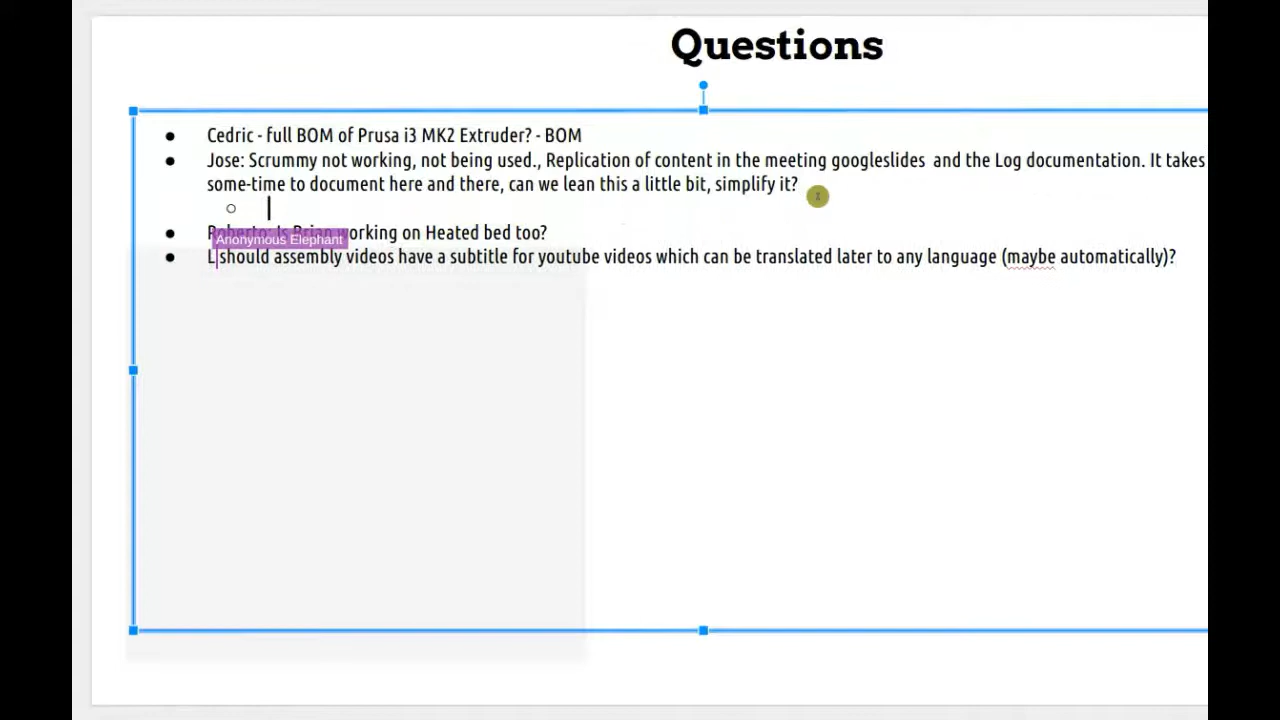 Questions
● Cedric - full BOM of Prusa i3 MK2 Extruder? - BOM
● Jose: Scrummy not working, not being used., Replication of content in the meeting googleslides and the Log documentation. It takes
some-time to document here and there, can we lean this a little bit, simplify it?
○
● Roberto: Is Brian working on Heated bed too?
Anonymous Elephant
● L should assembly videos have a subtitle for youtube videos which can be translated later to any language (maybe automatically)?